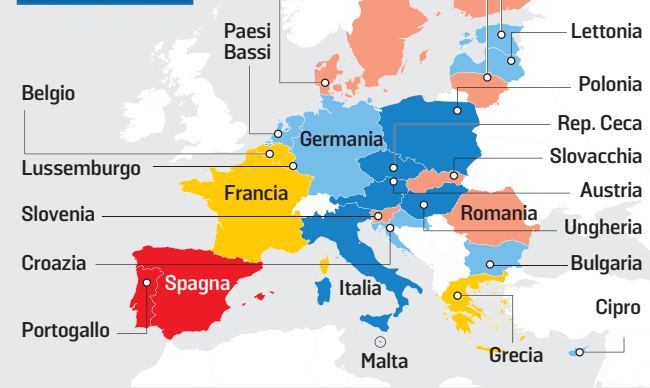 Paesi
Bassi
Lettonia
Belgio
Polonia
Germania
Rep. Ceca
Slovacchia
Lussemburgo
Francia
Austria
Slovenia
Romania
Ungheria
Croazia
Bulgaria
Spagna
Italia
Cipro
Portogallo
Malta
Grecia